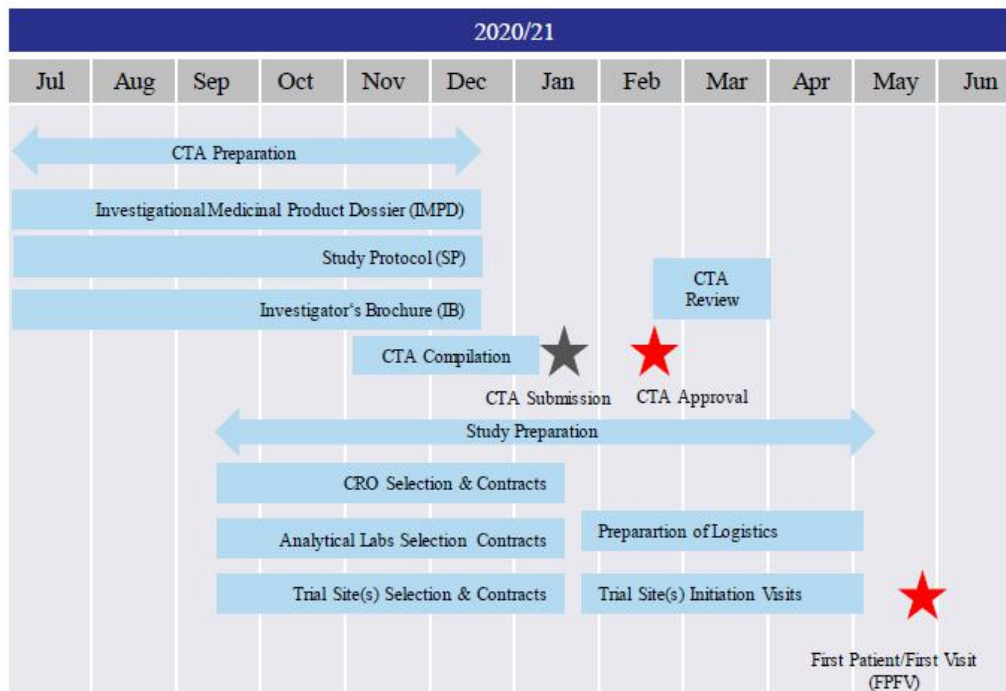 2020/21
Jul Aug Sep Oct Nov Dec Jan Feb Mar Apr May Jun
CTA Preparation
Investigational Medicinal Product Dossier (IMPD)
Study Protocol (SP)
CTA
Review
Investigator‘s Brochure (IB)
CTA Compilation
CTA Submission
CTA Approval
Study Preparation
CRO Selection & Contracts
Analytical Labs Selection Contracts
Preparartion of Logistics
Trial Site(s) Selection & Contracts
Trial Site(s) Initiation Visits
First Patient/First Visit
(FPFV)